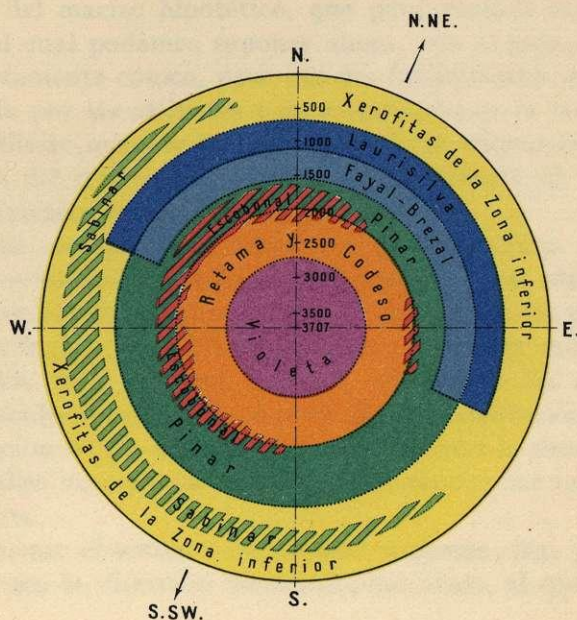 N.NE.
N.
500
Xerofitas de la Zona inferior
1000
Laurisilva
1500
Fayal-Brezal
Pinar
Sabinar
Escobonal
2000
Retama y Codeso
2500
3000
3500
3707
W.
E.
Violeta
Escobonal
Pinar
Xerofitas de la Zona inferior
Sabinar
S.
S.SW.